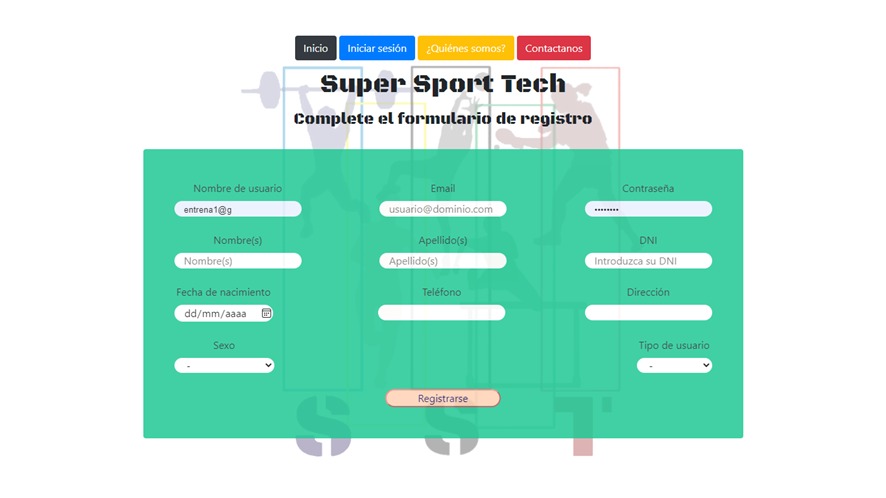 Inicio Iniciar sesión ¿Quiénes somos? Contactanos
Super Sport Tech
Complete el formulario de registro
Nombre de usuario Email Contraseña
entrena1@g usuario@dominio.com ••••••••
Nombre(s) Apellido(s) DNI
Nombre(s) Apellido(s) Introduzca su DNI
Fecha de nacimiento Teléfono Dirección
dd/mm/aaaa
Sexo Tipo de usuario
- -
Registrarse
S S T